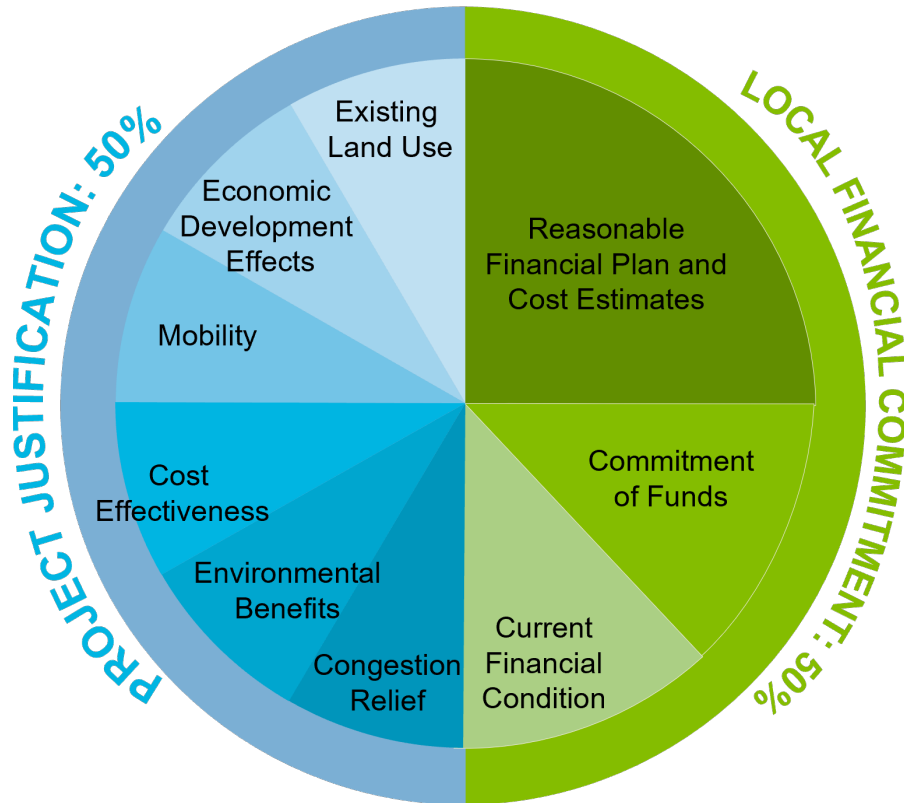 PROJECT JUSTIFICATION: 50%
LOCAL FINANCIAL COMMITMENT: 50%
Existing
Land Use
Economic
Development
Effects
Mobility
Cost
Effectiveness
Environmental
Benefits
Congestion
Relief
Reasonable
Financial Plan and
Cost Estimates
Commitment
of Funds
Current
Financial
Condition